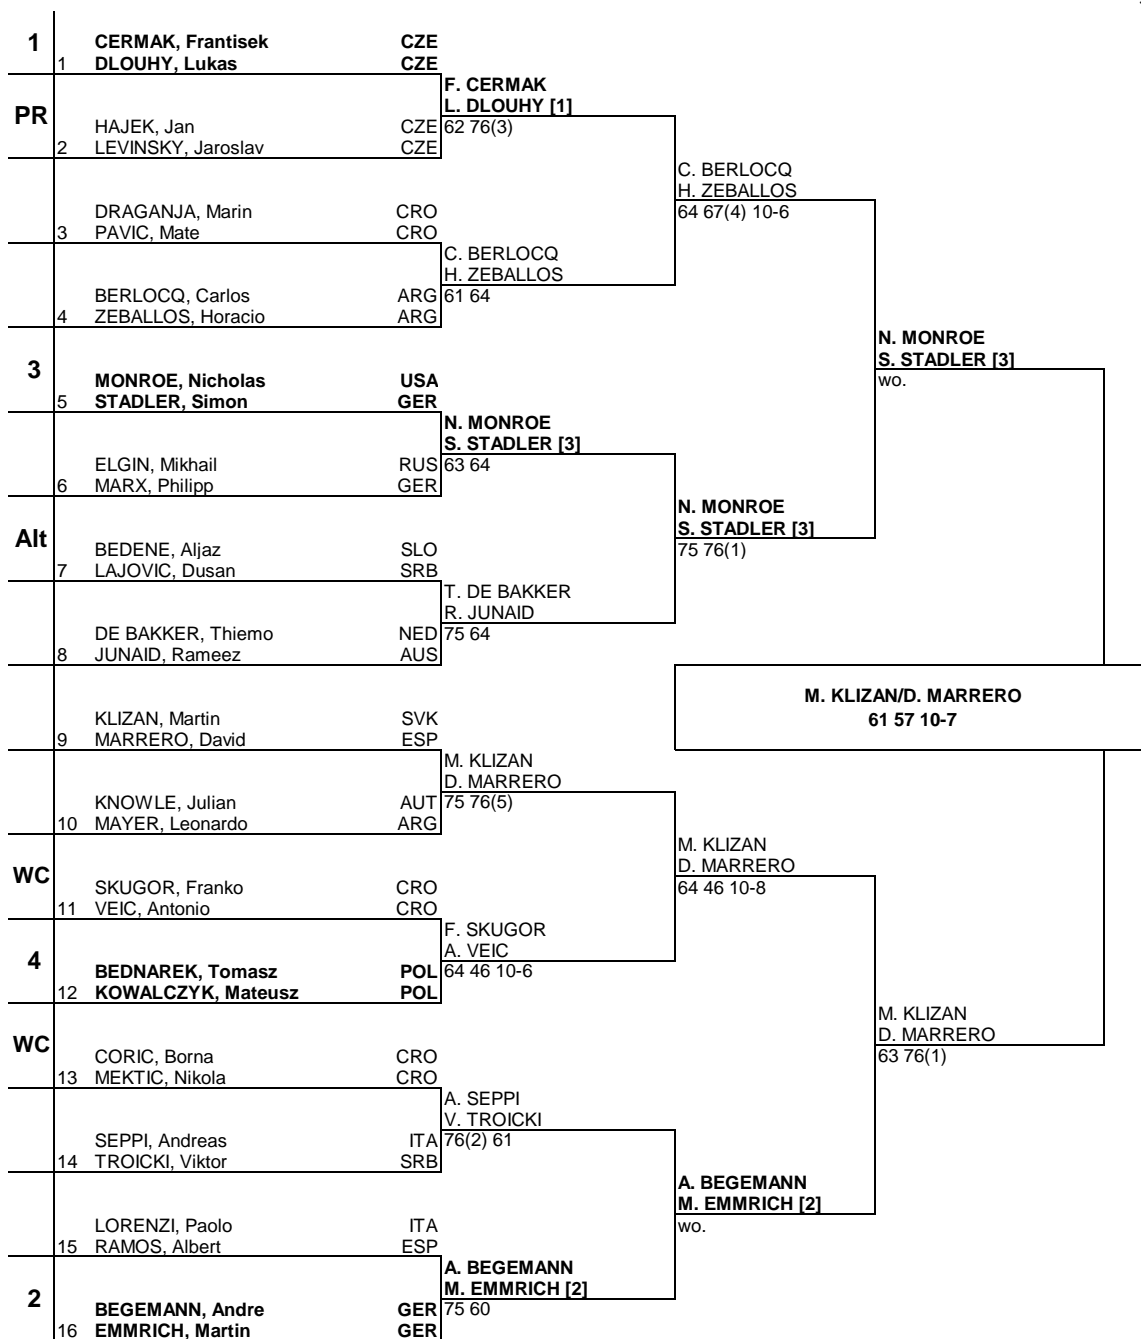 1
CERMAK, Frantisek CZE
1 DLOUHY, Lukas CZE
F. CERMAK
L. DLOUHY [1]
PR
HAJEK, Jan CZE 62 76(3)
2 LEVINSKY, Jaroslav CZE
C. BERLOCQ
H. ZEBALLOS
64 67(4) 10-6
DRAGANJA, Marin CRO
3 PAVIC, Mate CRO
C. BERLOCQ
H. ZEBALLOS
BERLOCQ, Carlos ARG 61 64
4 ZEBALLOS, Horacio ARG
N. MONROE
S. STADLER [3]
wo.
3
MONROE, Nicholas USA
5 STADLER, Simon GER
N. MONROE
S. STADLER [3]
ELGIN, Mikhail RUS 63 64
6 MARX, Philipp GER
N. MONROE
S. STADLER [3]
75 76(1)
Alt
BEDENE, Aljaz SLO
7 LAJOVIC, Dusan SRB
T. DE BAKKER
R. JUNAID
DE BAKKER, Thiemo NED 75 64
8 JUNAID, Rameez AUS
M. KLIZAN/D. MARRERO
61 57 10-7
KLIZAN, Martin SVK
9 MARRERO, David ESP
M. KLIZAN
D. MARRERO
KNOWLE, Julian AUT 75 76(5)
10 MAYER, Leonardo ARG
M. KLIZAN
D. MARRERO
64 46 10-8
WC
SKUGOR, Franko CRO
11 VEIC, Antonio CRO
F. SKUGOR
A. VEIC
4
BEDNAREK, Tomasz POL 64 46 10-6
12 KOWALCZYK, Mateusz POL
M. KLIZAN
D. MARRERO
63 76(1)
WC
CORIC, Borna CRO
13 MEKTIC, Nikola CRO
A. SEPPI
V. TROICKI
SEPPI, Andreas ITA 76(2) 61
14 TROICKI, Viktor SRB
A. BEGEMANN
M. EMMRICH [2]
wo.
LORENZI, Paolo ITA
15 RAMOS, Albert ESP
A. BEGEMANN
M. EMMRICH [2]
2
BEGEMANN, Andre GER 75 60
16 EMMRICH, Martin GER